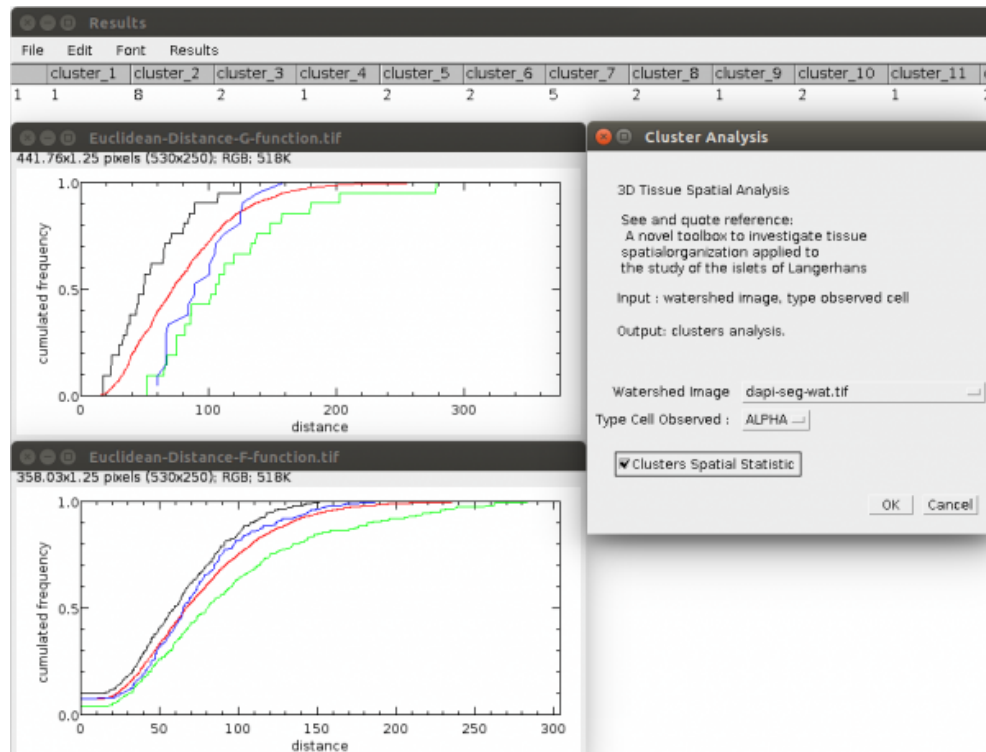 Results
File Edit Font Results
cluster_1 cluster_2 cluster_3 cluster_4 cluster_5 cluster_6 cluster_7 cluster_8 cluster_9 cluster_10 cluster_11
1 1 8 2 1 2 2 5 2 1 2 1
Euclidean-Distance-G-function.tif
441.76x1.25 pixels (530x250); RGB; 518K
1.0
0.5
0.0
cumulated frequency
0 100 200 300
distance
Euclidean-Distance-F-function.tif
358.03x1.25 pixels (530x250); RGB; 518K
1.0
0.5
0.0
cumulated frequency
0 50 100 150 200 250 300
distance
Cluster Analysis
3D Tissue Spatial Analysis
See and quote reference:
A novel toolbox to investigate tissue
spatialorganization applied to
the study of the islets of Langerhans
Input : watershed image, type observed cell
Output: clusters analysis.
Watershed Image dapi-seg-wat.tif
Type Cell Observed : ALPHA
Clusters Spatial Statistic
OK Cancel